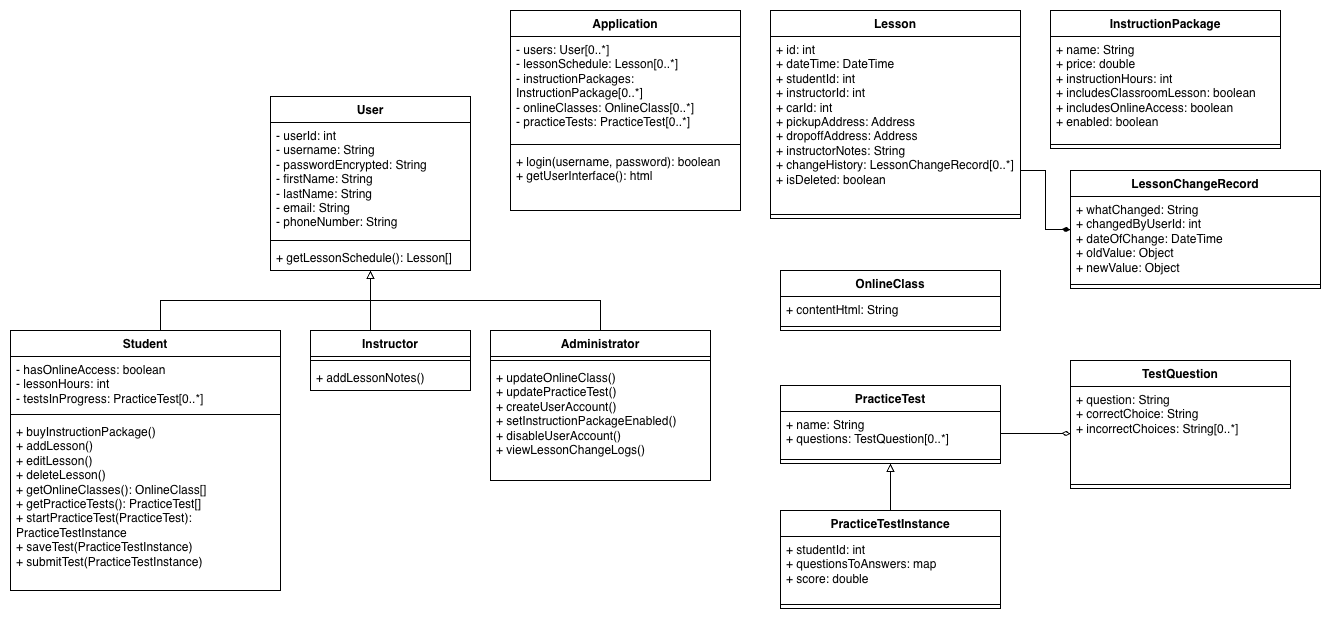 Application
- users: User[0..*]
- lessonSchedule: Lesson[0..*]
- instructionPackages:
InstructionPackage[0..*]
- onlineClasses: OnlineClass[0..*]
- practiceTests: PracticeTest[0..*]
+ login(username, password): boolean
+ getUserInterface(): html
Lesson
+ id: int
+ dateTime: DateTime
+ studentId: int
+ instructorId: int
+ carId: int
+ pickupAddress: Address
+ dropoffAddress: Address
+ instructorNotes: String
+ changeHistory: LessonChangeRecord[0..*]
+ isDeleted: boolean
InstructionPackage
+ name: String
+ price: double
+ instructionHours: int
+ includesClassroomLesson: boolean
+ includesOnlineAccess: boolean
+ enabled: boolean
User
- userId: int
- username: String
- passwordEncrypted: String
- firstName: String
- lastName: String
- email: String
- phoneNumber: String
+ getLessonSchedule(): Lesson[]
LessonChangeRecord
+ whatChanged: String
+ changedByUserId: int
+ dateOfChange: DateTime
+ oldValue: Object
+ newValue: Object
OnlineClass
+ contentHtml: String
Student
- hasOnlineAccess: boolean
- lessonHours: int
- testsInProgress: PracticeTest[0..*]
+ buyInstructionPackage()
+ addLesson()
+ editLesson()
+ deleteLesson()
+ getOnlineClasses(): OnlineClass[]
+ getPracticeTests(): PracticeTest[]
+ startPracticeTest(PracticeTest):
PracticeTestInstance
+ saveTest(PracticeTestInstance)
+ submitTest(PracticeTestInstance)
Instructor
+ addLessonNotes()
Administrator
+ updateOnlineClass()
+ updatePracticeTest()
+ createUserAccount()
+ setInstructionPackageEnabled()
+ disableUserAccount()
+ viewLessonChangeLogs()
PracticeTest
+ name: String
+ questions: TestQuestion[0..*]
TestQuestion
+ question: String
+ correctChoice: String
+ incorrectChoices: String[0..*]
PracticeTestInstance
+ studentId: int
+ questionsToAnswers: map
+ score: double